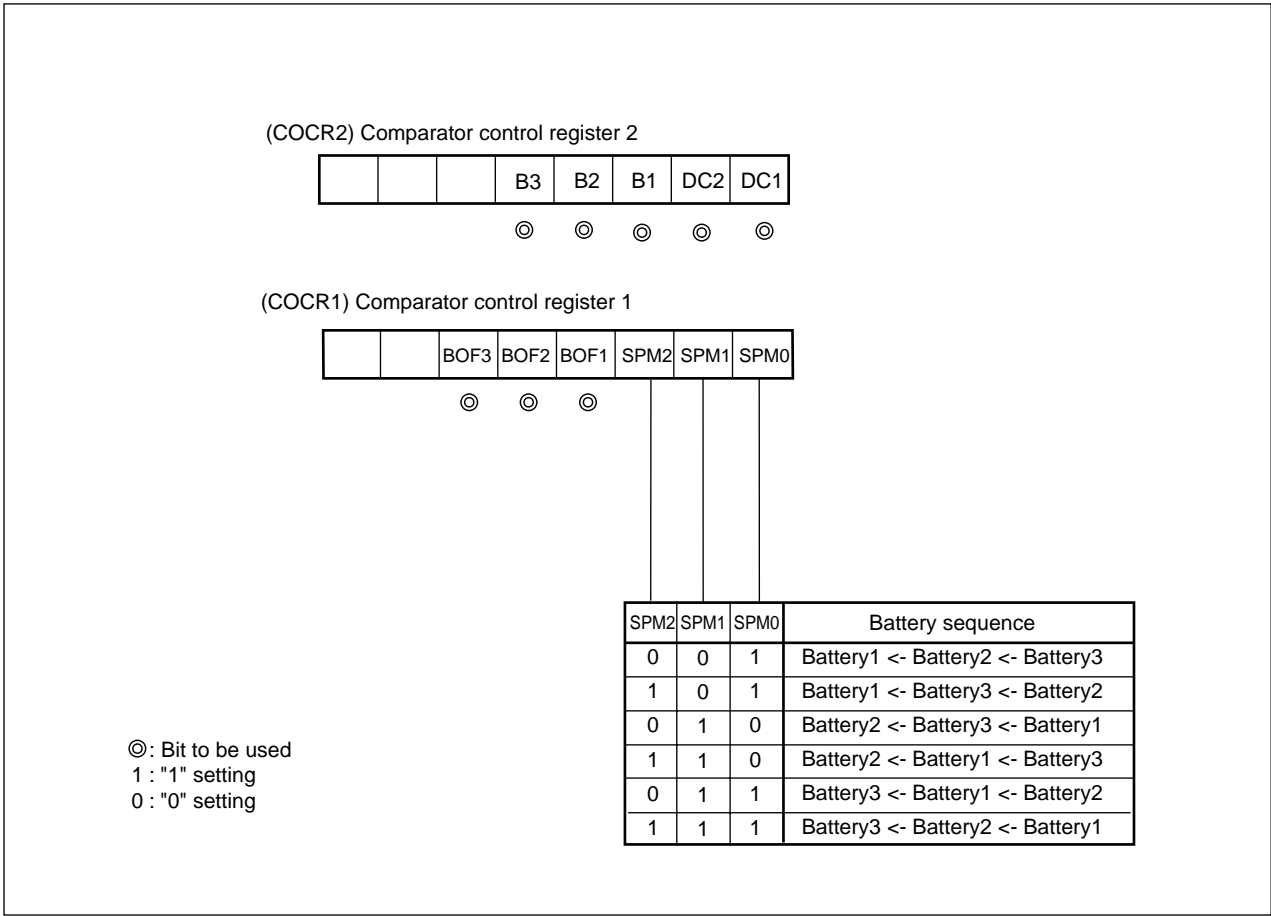 (COCR2) Comparator control register 2
B3 B2 B1 DC2 DC1
◎ ◎ ◎ ◎ ◎
(COCR1) Comparator control register 1
BOF3 BOF2 BOF1 SPM2 SPM1 SPM0
◎ ◎ ◎
SPM2 SPM1 SPM0 Battery sequence
0 0 1 Battery1 <- Battery2 <- Battery3
1 0 1 Battery1 <- Battery3 <- Battery2
0 1 0 Battery2 <- Battery3 <- Battery1
1 1 0 Battery2 <- Battery1 <- Battery3
0 1 1 Battery3 <- Battery1 <- Battery2
1 1 1 Battery3 <- Battery2 <- Battery1
◎: Bit to be used
1 : "1" setting
0 : "0" setting